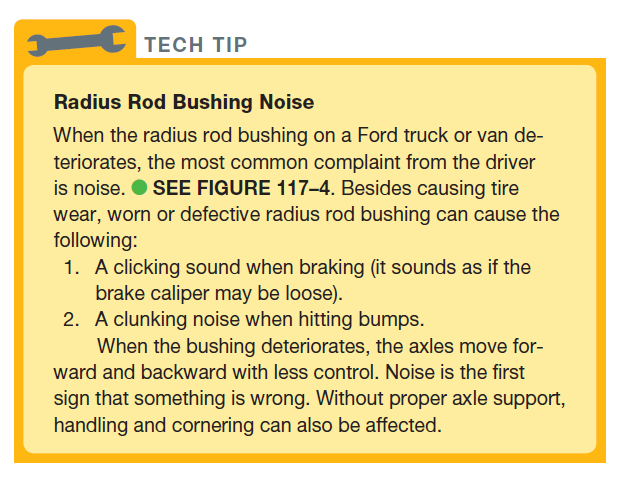 TECH TIP
Radius Rod Bushing Noise
When the radius rod bushing on a Ford truck or van de-
teriorates, the most common complaint from the driver
is noise. ● SEE FIGURE 117–4. Besides causing tire
wear, worn or defective radius rod bushing can cause the
following:
1. A clicking sound when braking (it sounds as if the
brake caliper may be loose).
2. A clunking noise when hitting bumps.
When the bushing deteriorates, the axles move for-
ward and backward with less control. Noise is the first
sign that something is wrong. Without proper axle support,
handling and cornering can also be affected.